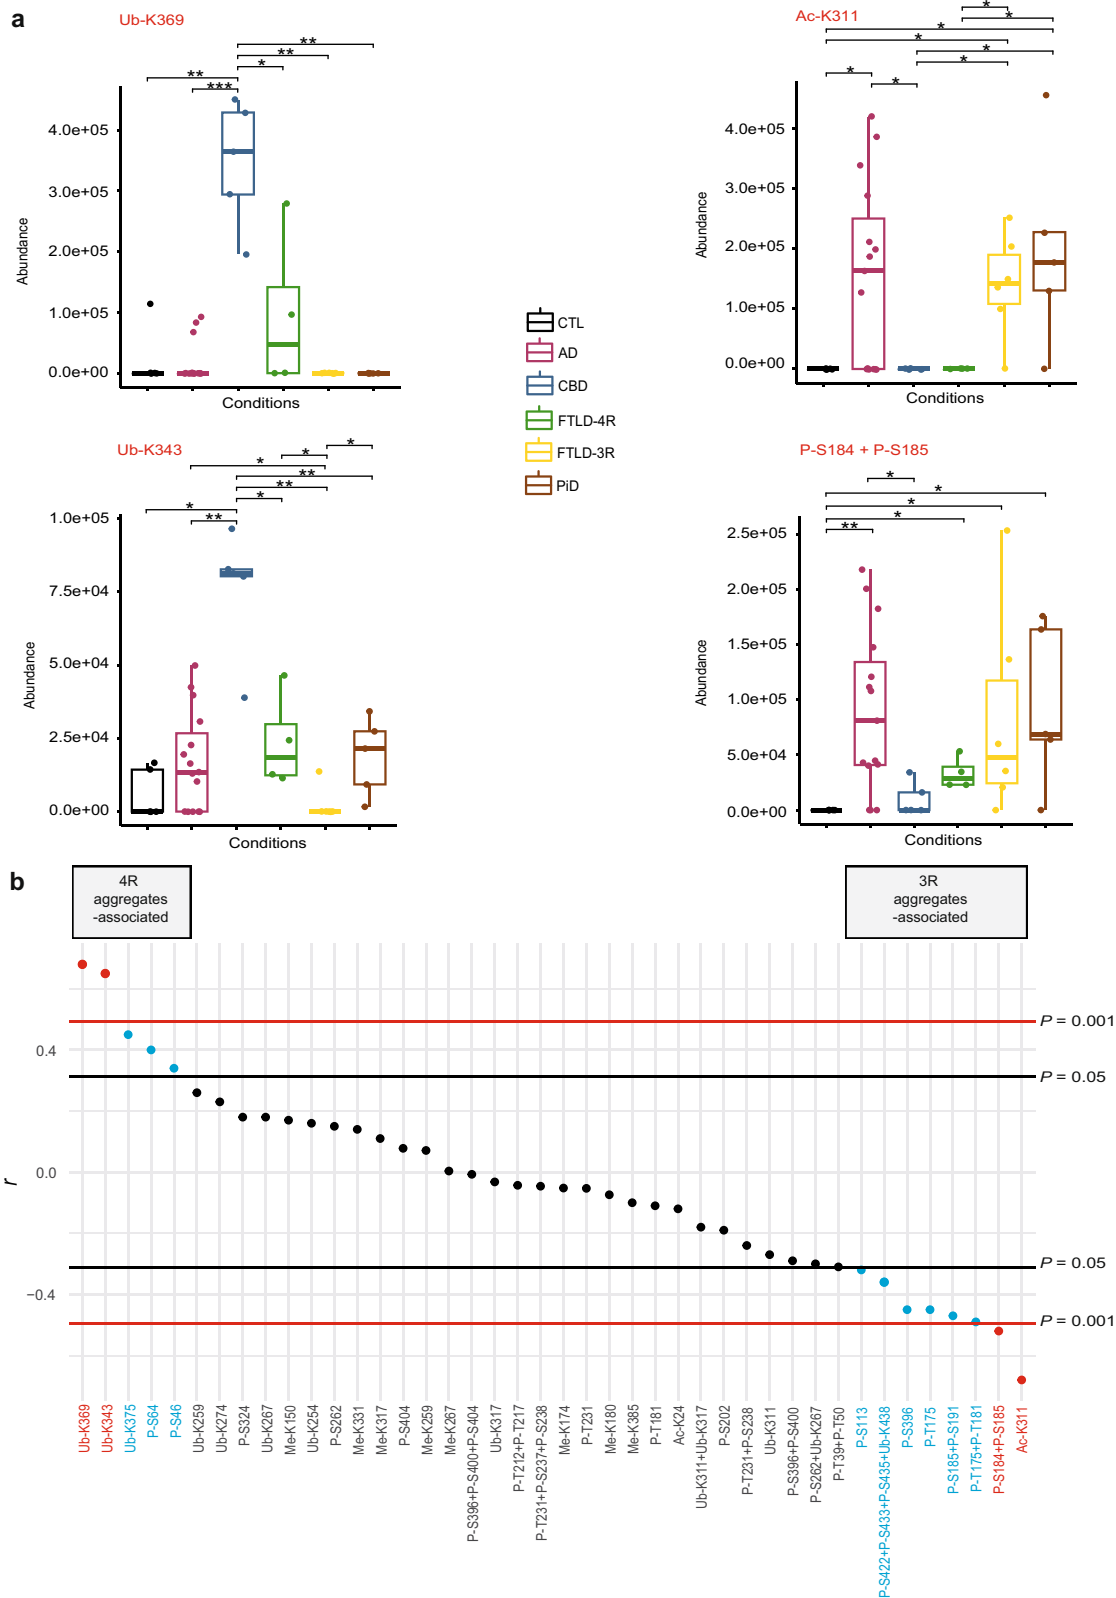 a
Ub-K369
**
**
*
**
***
4.0e+05
3.0e+05
2.0e+05
1.0e+05
0.0e+00
Abundance
Conditions
Ac-K311
*
*
*
*
*
*
*
*
4.0e+05
3.0e+05
2.0e+05
1.0e+05
0.0e+00
Abundance
Conditions
CTL
AD
CBD
FTLD-4R
FTLD-3R
PiD
Ub-K343
*
*
*
**
**
*
*
**
1.0e+05
7.5e+04
5.0e+04
2.5e+04
0.0e+00
Abundance
Conditions
P-S184 + P-S185
*
*
*
*
**
2.5e+05
2.0e+05
1.5e+05
1.0e+05
5.0e+04
0.0e+00
Abundance
Conditions
b
4R
aggregates
-associated
3R
aggregates
-associated
P = 0.001
0.4
P = 0.05
0.0
r
P = 0.05
−0.4
P = 0.001
Ub-K369
Ub-K343
Ub-K375
P-S64
P-S46
Ub-K259
Ub-K274
P-S324
Ub-K267
Me-K150
Ub-K254
P-S262
Me-K331
Me-K317
P-S404
Me-K259
Me-K267
P-S396+P-S400+P-S404
Ub-K317
P-T212+P-T217
P-T231+P-S237+P-S238
Me-K174
P-T231
Me-K180
Me-K385
P-T181
Ac-K24
Ub-K311+Ub-K317
P-S202
P-T231+P-S238
Ub-K311
P-S396+P-S400
P-S262+Ub-K267
P-T39+P-T50
P-S113
P-S422+P-S433+P-S435+Ub-K438
P-S396
P-T175
P-S185+P-S191
P-T175+P-T181
P-S184+P-S185
Ac-K311